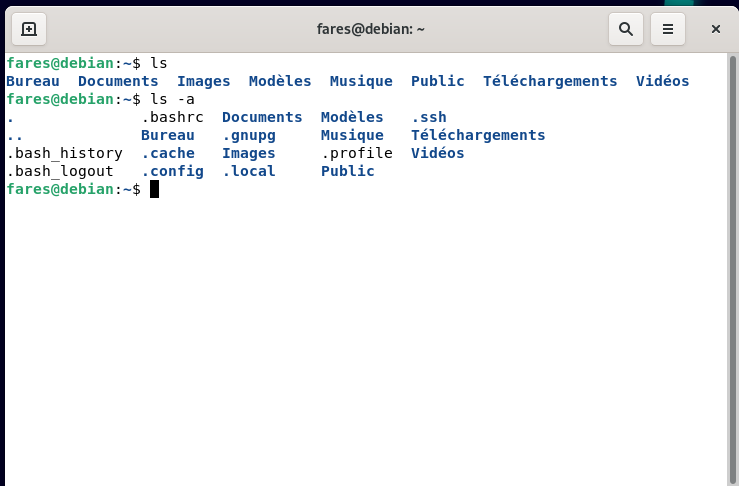 fares@debian: ~
fares@debian:~$ ls
Bureau  Documents  Images  Modèles  Musique  Public  Téléchargements  Vidéos
fares@debian:~$ ls -a
.              .bashrc  Documents  Modèles   .ssh
..             Bureau   .gnupg     Musique   Téléchargements
.bash_history  .cache   Images     .profile  Vidéos
.bash_logout   .config  .local     Public
fares@debian:~$